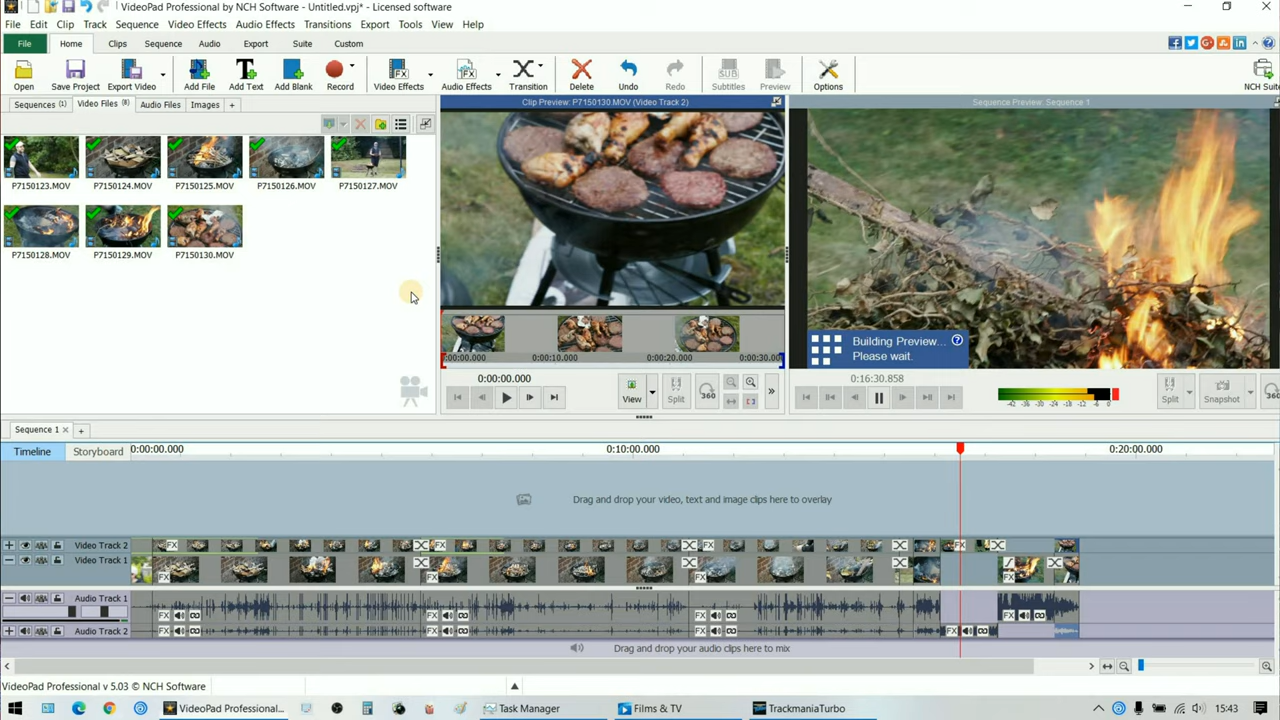 VideoPad Professional by NCH Software - Untitled.vpj* - Licensed software
File Edit Clip Track Sequence Video Effects Audio Effects Transitions Export Tools View Help
File Home Clips Sequence Audio Export Suite Custom
Open Save Project Export Video Add File Add Text Add Blank Record Video Effects Audio Effects Transition Delete Undo Redo Subtitles Preview Options NCH Suite
Sequences (1) Video Files (8) Audio Files Images +
Clip Preview: P7150130.MOV (Video Track 2)
Sequence Preview: Sequence 1
P7150123.MOV P7150124.MOV P7150125.MOV P7150126.MOV P7150127.MOV
P7150128.MOV P7150129.MOV P7150130.MOV
Building Preview...
Please wait.
0:00:10.000 0:00:20.000
0:00:00.000
0:16:30.858
View Split 360
-42 -36 -30 -24 -18 -12 -6 0
Split Snapshot
Sequence 1
Timeline Storyboard 0:00:00.000 0:10:00.000 0:20:00.000
Drag and drop your video, text and image clips here to overlay
Video Track 2
Video Track 1
Audio Track 1
Audio Track 2
Drag and drop your audio clips here to mix
VideoPad Professional v 5.03 © NCH Software
VideoPad Professional... Task Manager Films & TV TrackmaniaTurbo 15:43